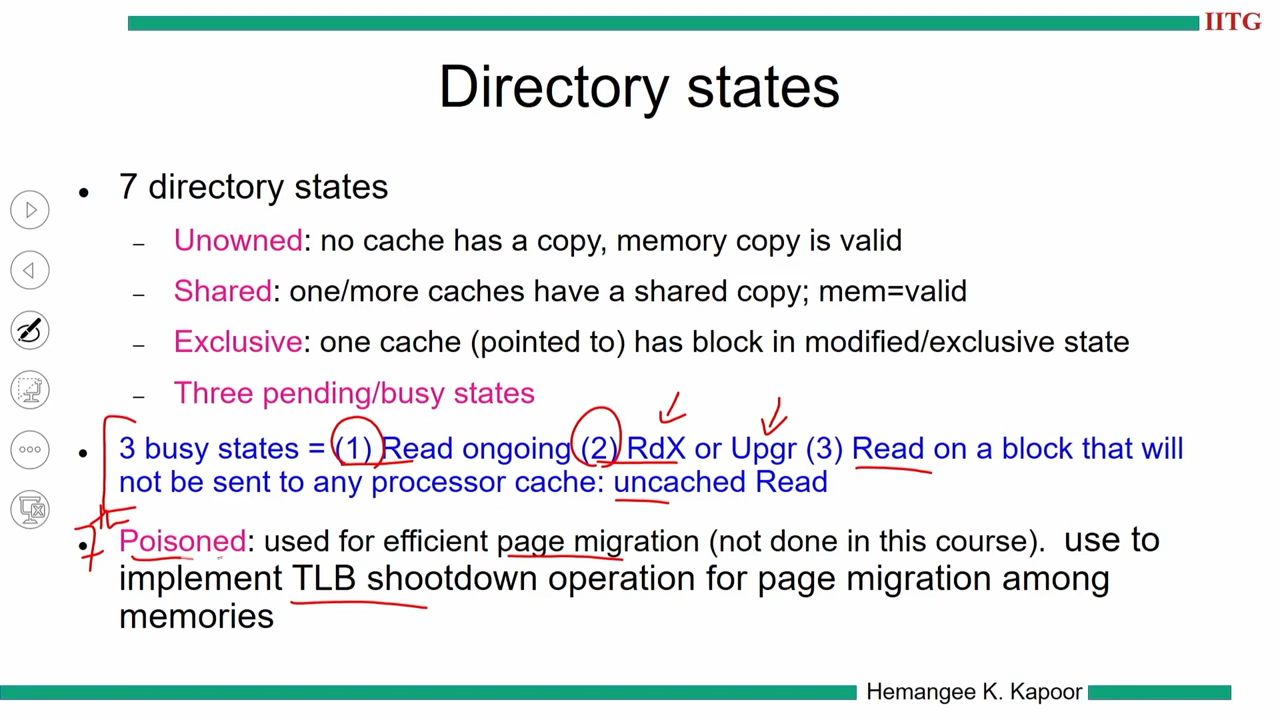 IITG
Directory states
• 7 directory states
– Unowned: no cache has a copy, memory copy is valid
– Shared: one/more caches have a shared copy; mem=valid
– Exclusive: one cache (pointed to) has block in modified/exclusive state
– Three pending/busy states
• 3 busy states = (1) Read ongoing (2) RdX or Upgr (3) Read on a block that will
not be sent to any processor cache: uncached Read
7
• Poisoned: used for efficient page migration (not done in this course). use to
implement TLB shootdown operation for page migration among
memories
Hemangee K. Kapoor